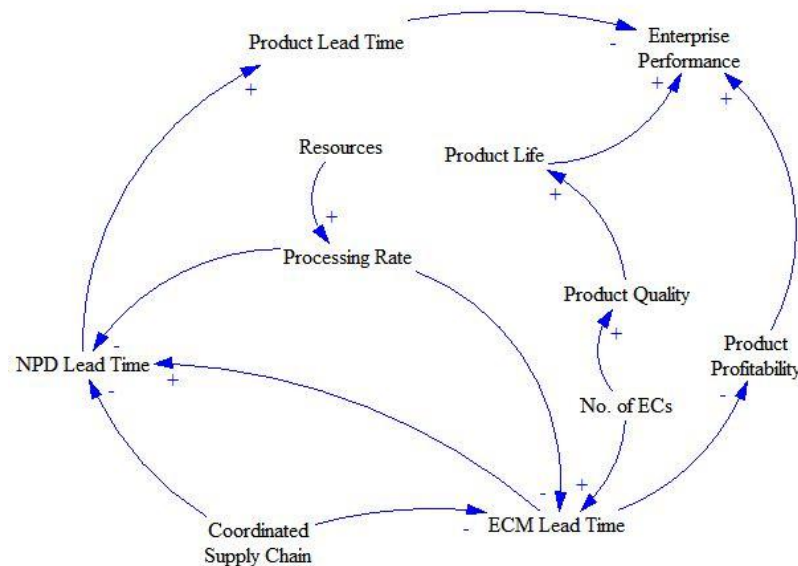 Product Lead Time
Enterprise
Performance
-
+
+
+
Resources
Product Life
+
+
Processing Rate
Product Quality
+
-
NPD Lead Time
+
-
Product
Profitability
-
No. of ECs
-
+
ECM Lead Time
-
Coordinated
Supply Chain